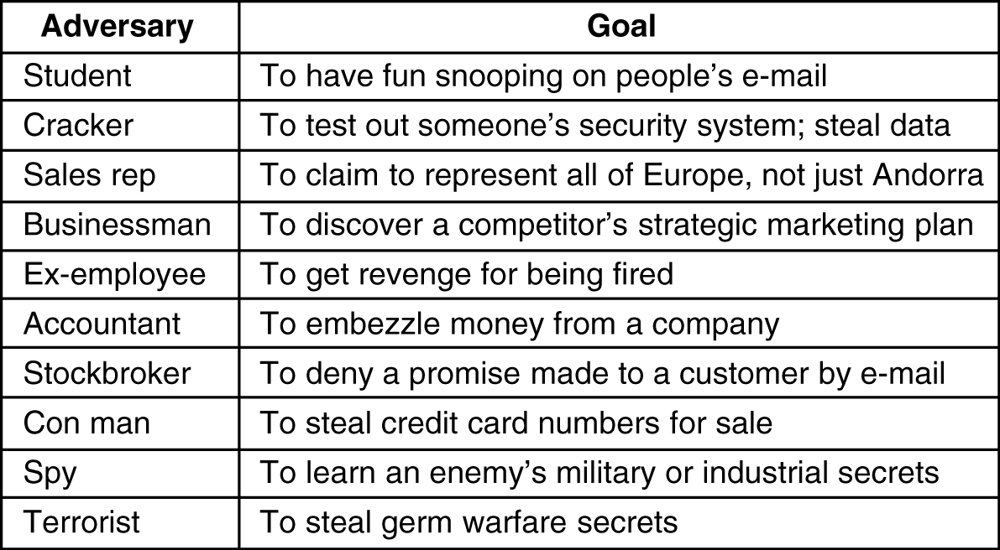 Adversary Goal
Student To have fun snooping on people’s e-mail
Cracker To test out someone’s security system; steal data
Sales rep To claim to represent all of Europe, not just Andorra
Businessman To discover a competitor’s strategic marketing plan
Ex-employee To get revenge for being fired
Accountant To embezzle money from a company
Stockbroker To deny a promise made to a customer by e-mail
Con man To steal credit card numbers for sale
Spy To learn an enemy’s military or industrial secrets
Terrorist To steal germ warfare secrets